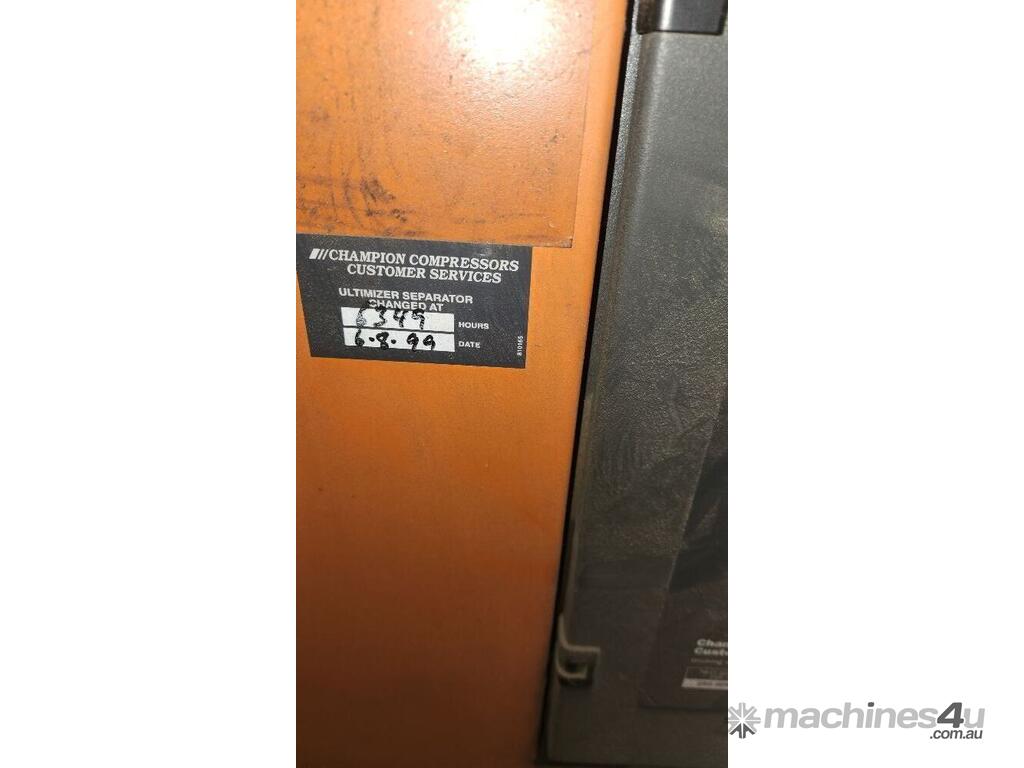 CHAMPION COMPRESSORS
CUSTOMER SERVICES
ULTIMIZER SEPARATOR
CHANGED AT
6349 HOURS
6.8.99 DATE
810165
machines4u
.com.au